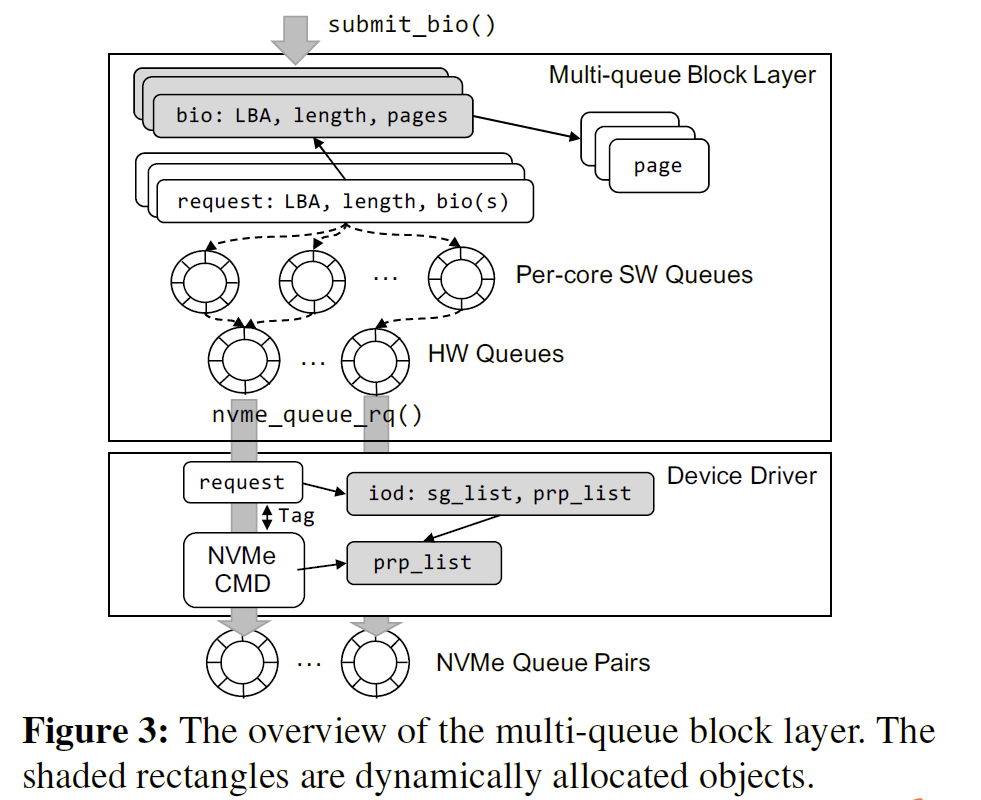 submit_bio()
Multi-queue Block Layer
bio: LBA, length, pages
page
request: LBA, length, bio(s)
...
Per-core SW Queues
...
HW Queues
nvme_queue_rq()
Device Driver
request
iod: sg_list, prp_list
Tag
NVMe
CMD
prp_list
...
NVMe Queue Pairs
Figure 3: The overview of the multi-queue block layer. The
shaded rectangles are dynamically allocated objects.